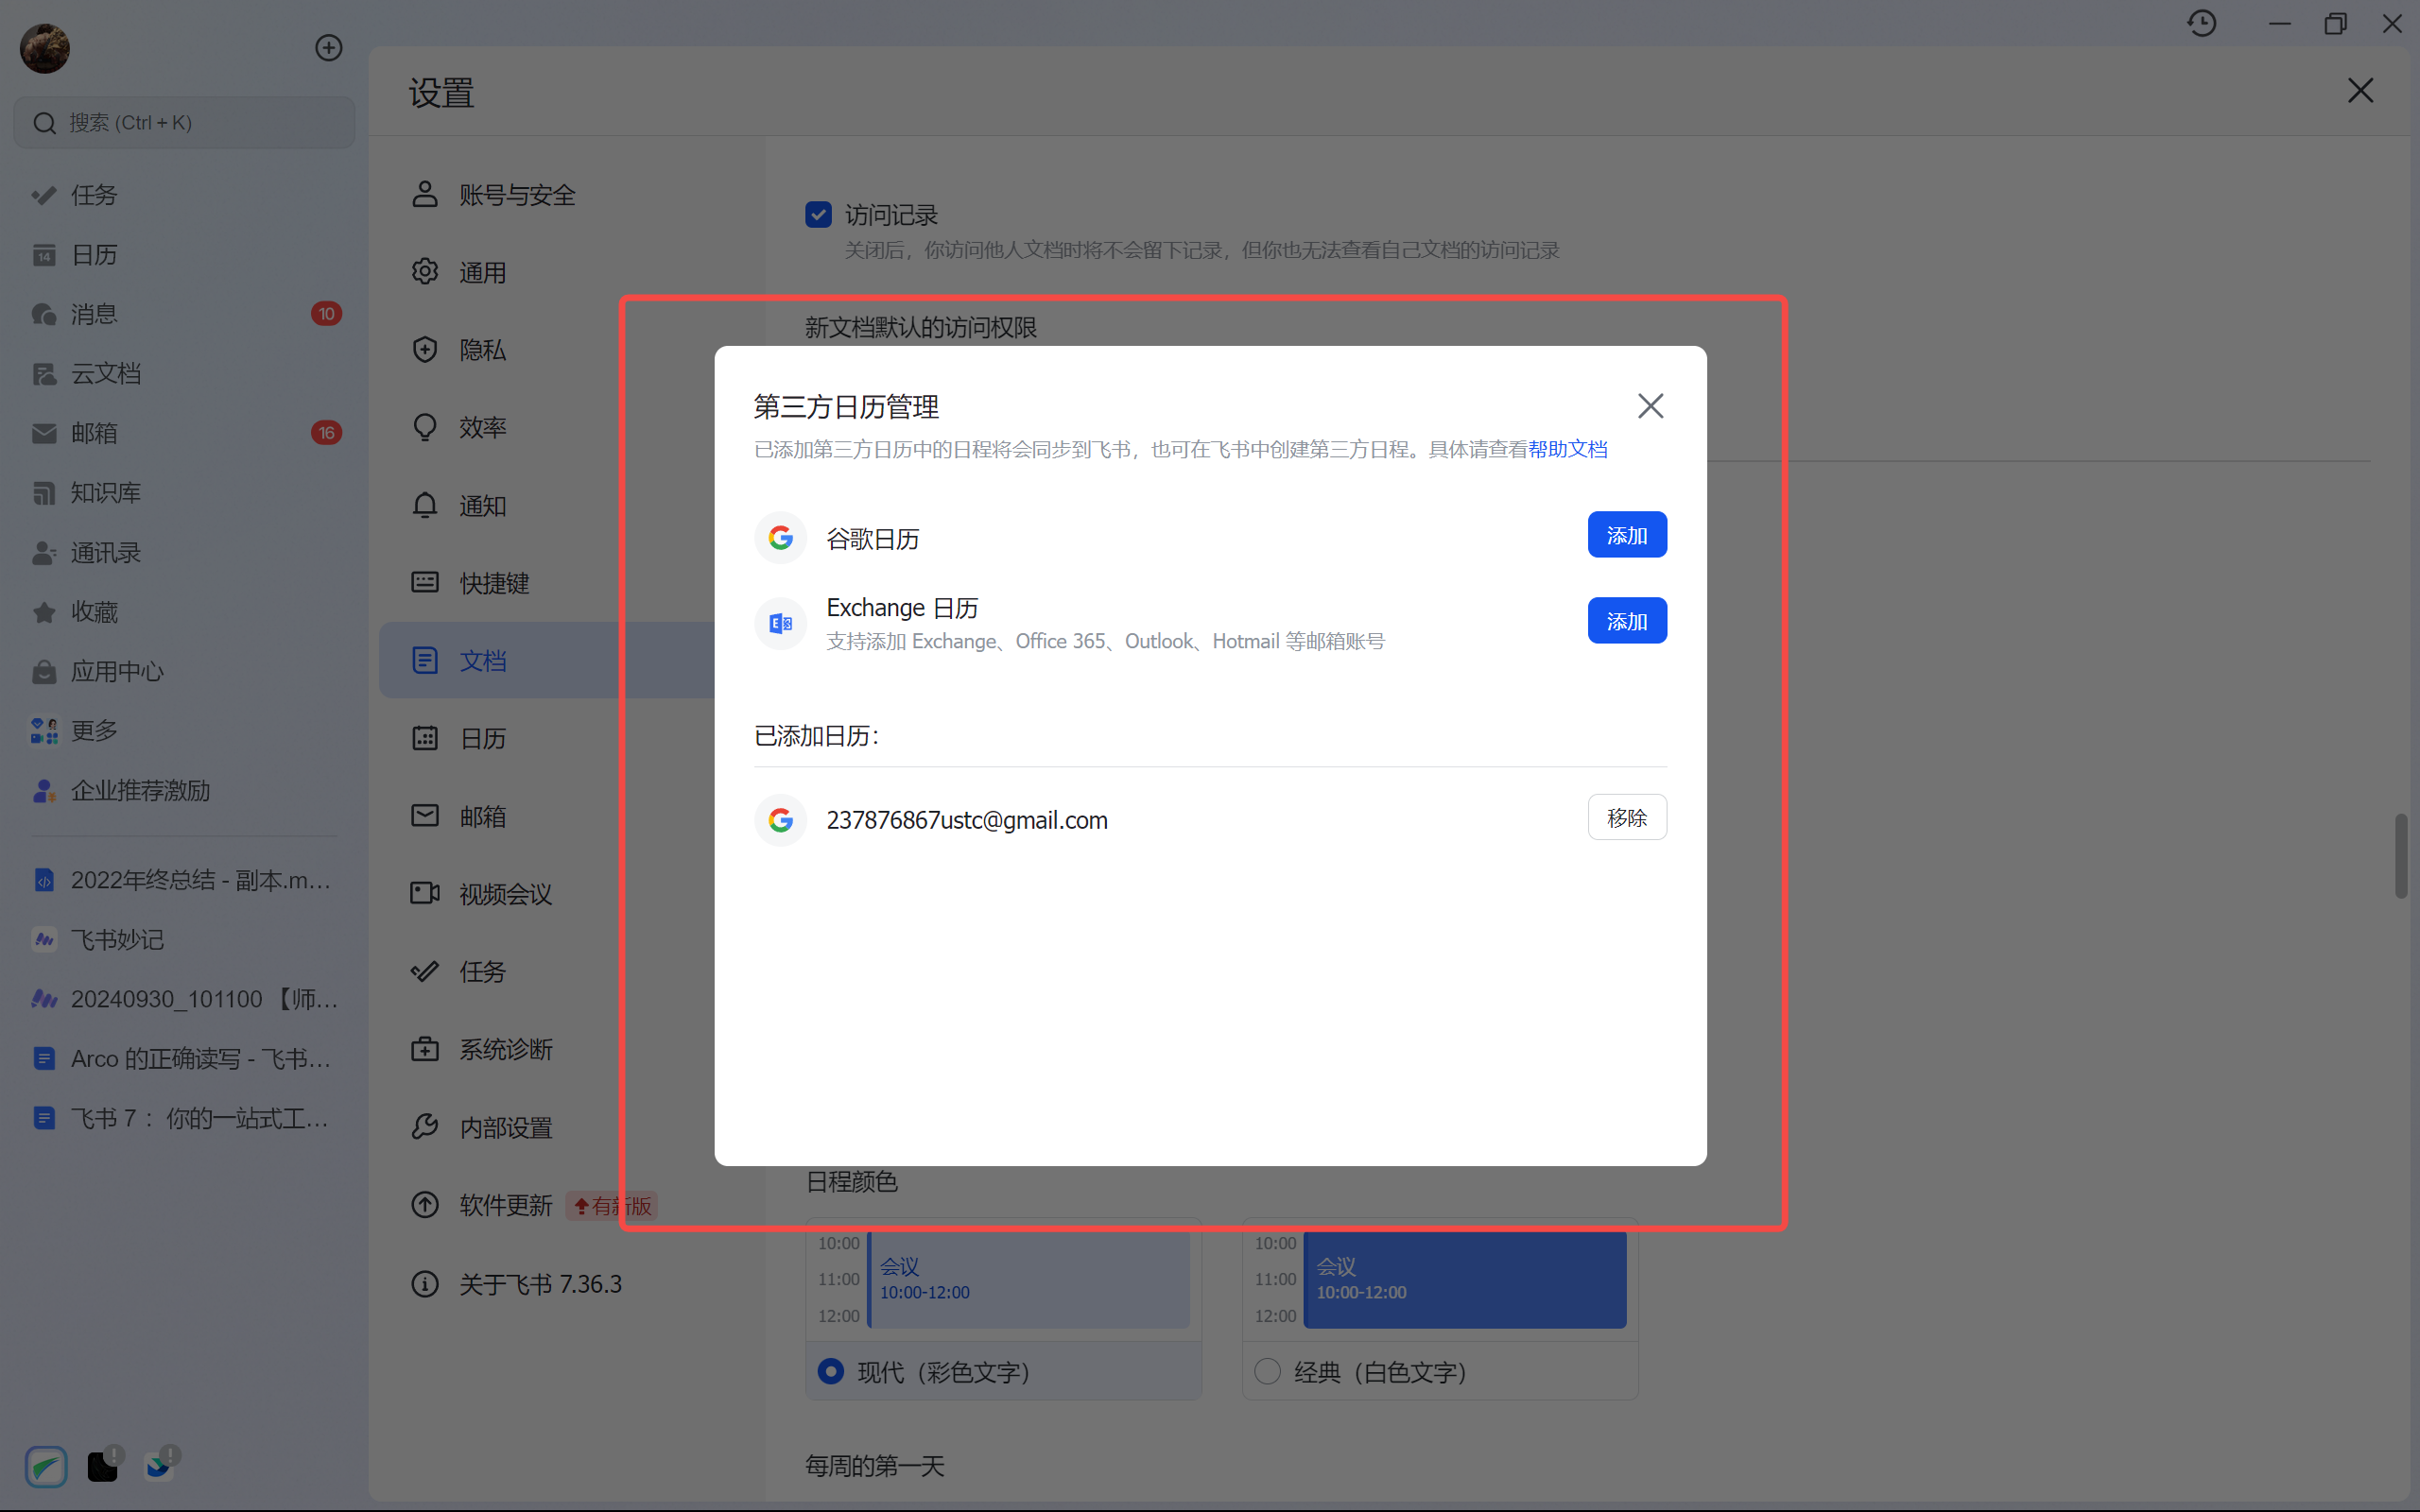 设置
搜索 (Ctrl + K)
任务
14
日历
消息
10
云文档
邮箱
16
知识库
通讯录
收藏
应用中心
更多
企业推荐激励
2022年终总结 - 副本.m...
飞书妙记
20240930_101100 【师...
Arco 的正确读写 - 飞书...
飞书 7 : 你的一站式工...
账号与安全
通用
隐私
效率
通知
快捷键
文档
日历
邮箱
视频会议
任务
系统诊断
内部设置
软件更新
有新版
关于飞书 7.36.3
访问记录
关闭后，你访问他人文档时将不会留下记录，但你也无法查看自己文档的访问记录
新文档默认的访问权限
第三方日历管理
已添加第三方日历中的日程将会同步到飞书，也可在飞书中创建第三方日程。具体请查看帮助文档
谷歌日历
添加
Exchange 日历
支持添加 Exchange、Office 365、Outlook、Hotmail 等邮箱账号
添加
已添加日历：
237876867ustc@gmail.com
移除
日程颜色
10:00
11:00
12:00
会议
10:00-12:00
现代（彩色文字）
10:00
11:00
12:00
会议
10:00-12:00
经典（白色文字）
每周的第一天